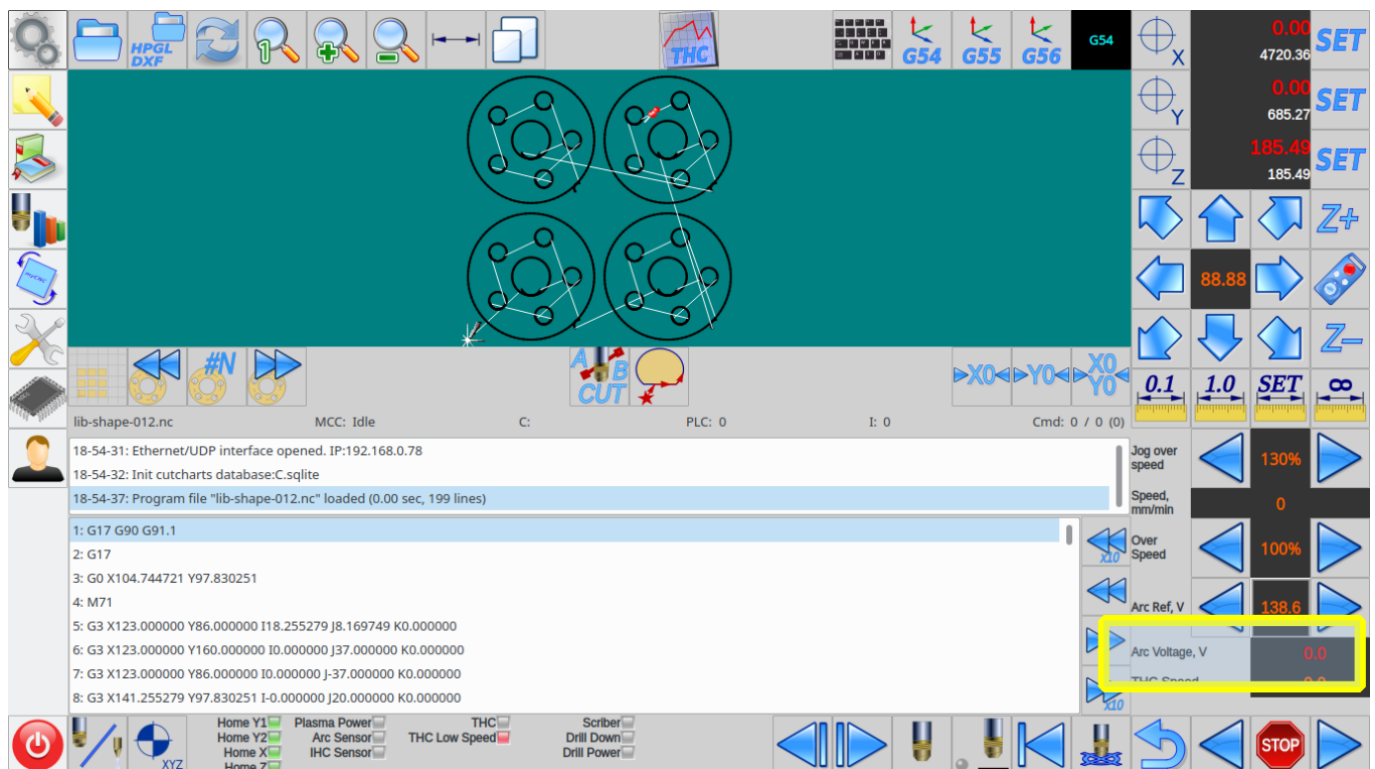 HPGL DXF
1
THC
G54
G55
G56
G54
X
0.00
4720.36
SET
Y
0.00
685.27
SET
Z
185.49
185.49
SET
Z+
88.88
myCNC
Z-
#N
A B CUT
X0
Y0
X0 Y0
0.1
1.0
SET
∞
lib-shape-012.nc MCC: Idle C: PLC: 0 I: 0 Cmd: 0 / 0 (0)
18-54-31: Ethernet/UDP interface opened. IP:192.168.0.78
18-54-32: Init cutcharts database:C.sqlite
18-54-37: Program file "lib-shape-012.nc" loaded (0.00 sec, 199 lines)
1: G17 G90 G91.1
2: G17
3: G0 X104.744721 Y97.830251
4: M71
5: G3 X123.000000 Y86.000000 I18.255279 J8.169749 K0.000000
6: G3 X123.000000 Y160.000000 I0.000000 J37.000000 K0.000000
7: G3 X123.000000 Y86.000000 I0.000000 J-37.000000 K0.000000
8: G3 X141.255279 Y97.830251 I-0.000000 J20.000000 K0.000000
x10
x10
Jog over speed
130%
Speed, mm/min
0
Over Speed
100%
Arc Ref, V
138.6
Arc Voltage, V
0.0
THC Speed
0.0
XYZ
Home Y1
Home Y2
Home X
Home Z
Plasma Power
Arc Sensor
IHC Sensor
THC
THC Low Speed
Scriber
Drill Down
Drill Power
STOP